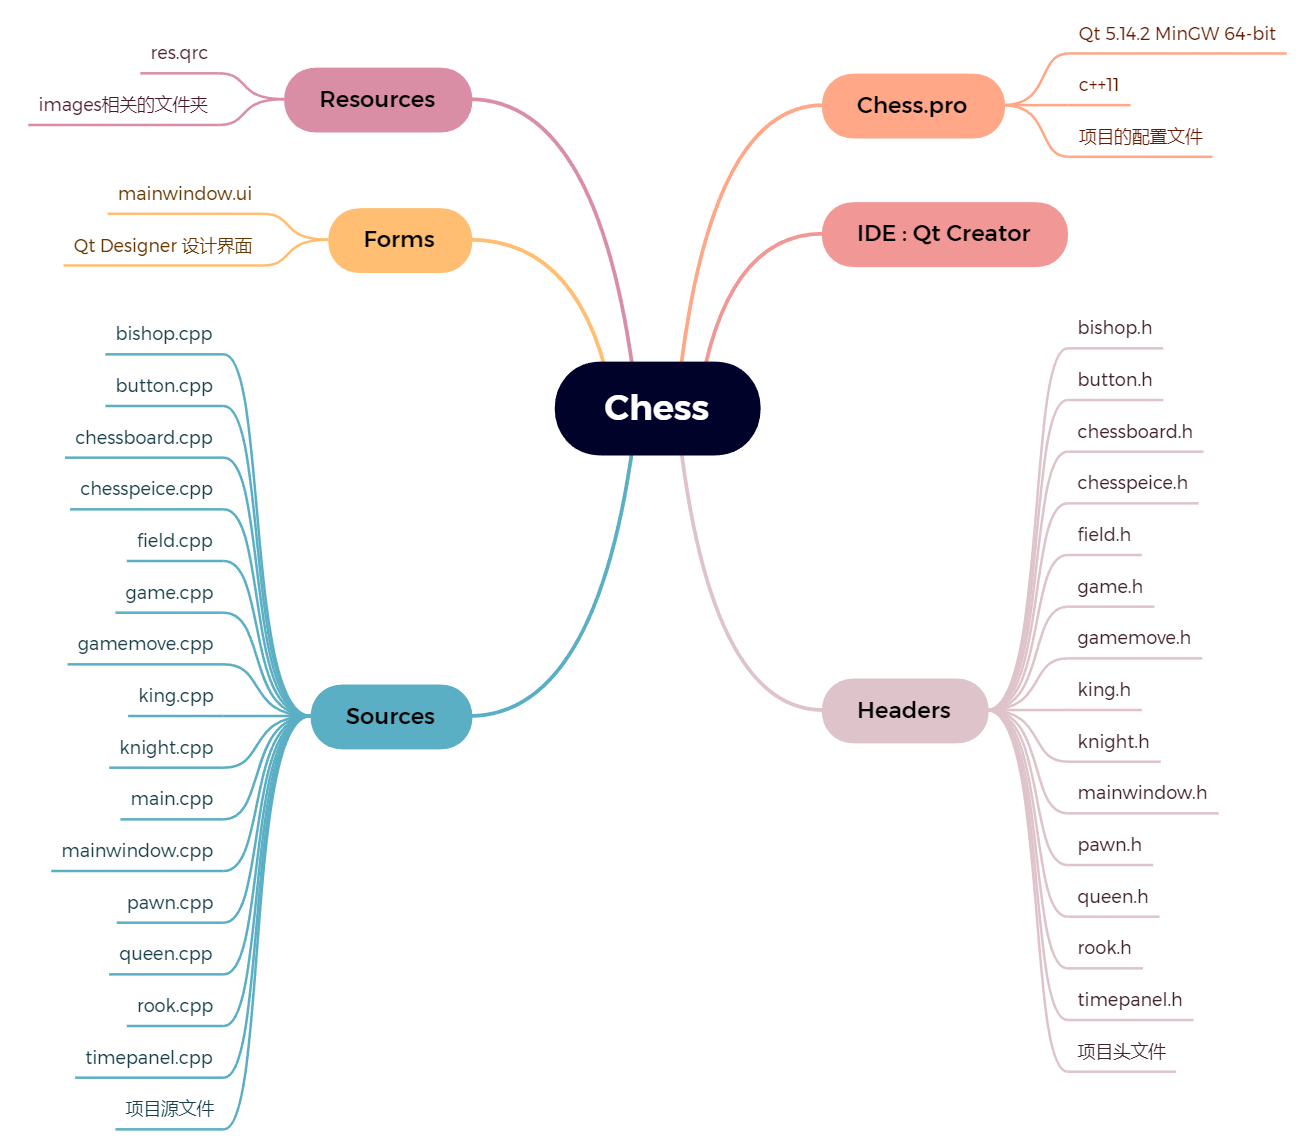 Chess
Chess.pro
Qt 5.14.2 MinGW 64-bit
c++11
项目的配置文件
IDE : Qt Creator
Headers
bishop.h
button.h
chessboard.h
chesspeice.h
field.h
game.h
gamemove.h
king.h
knight.h
mainwindow.h
pawn.h
queen.h
rook.h
timepanel.h
项目头文件
Resources
res.qrc
images相关的文件夹
Forms
mainwindow.ui
Qt Designer 设计界面
Sources
bishop.cpp
button.cpp
chessboard.cpp
chesspeice.cpp
field.cpp
game.cpp
gamemove.cpp
king.cpp
knight.cpp
main.cpp
mainwindow.cpp
pawn.cpp
queen.cpp
rook.cpp
timepanel.cpp
项目源文件